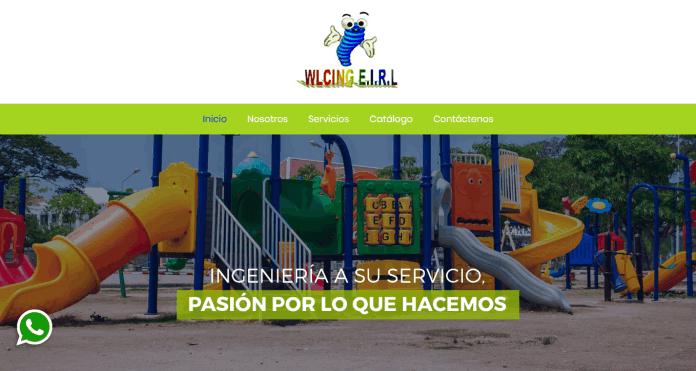 WLCING E.I.R.L
Inicio Nosotros Servicios Catálogo Contáctenos
INGENIERÍA A SU SERVICIO,
PASIÓN POR LO QUE HACEMOS